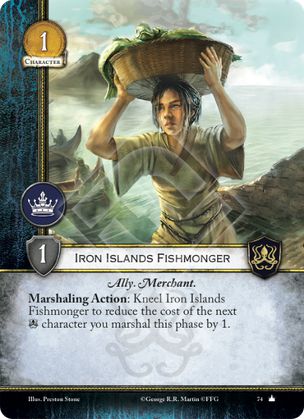 1
CHARACTER
1
IRON ISLANDS FISHMONGER
Ally. Merchant.
Marshaling Action: Kneel Iron Islands
Fishmonger to reduce the cost of the next
character you marshal this phase by 1.
Illus. Preston Stone ©George R.R. Martin ©FFG 74